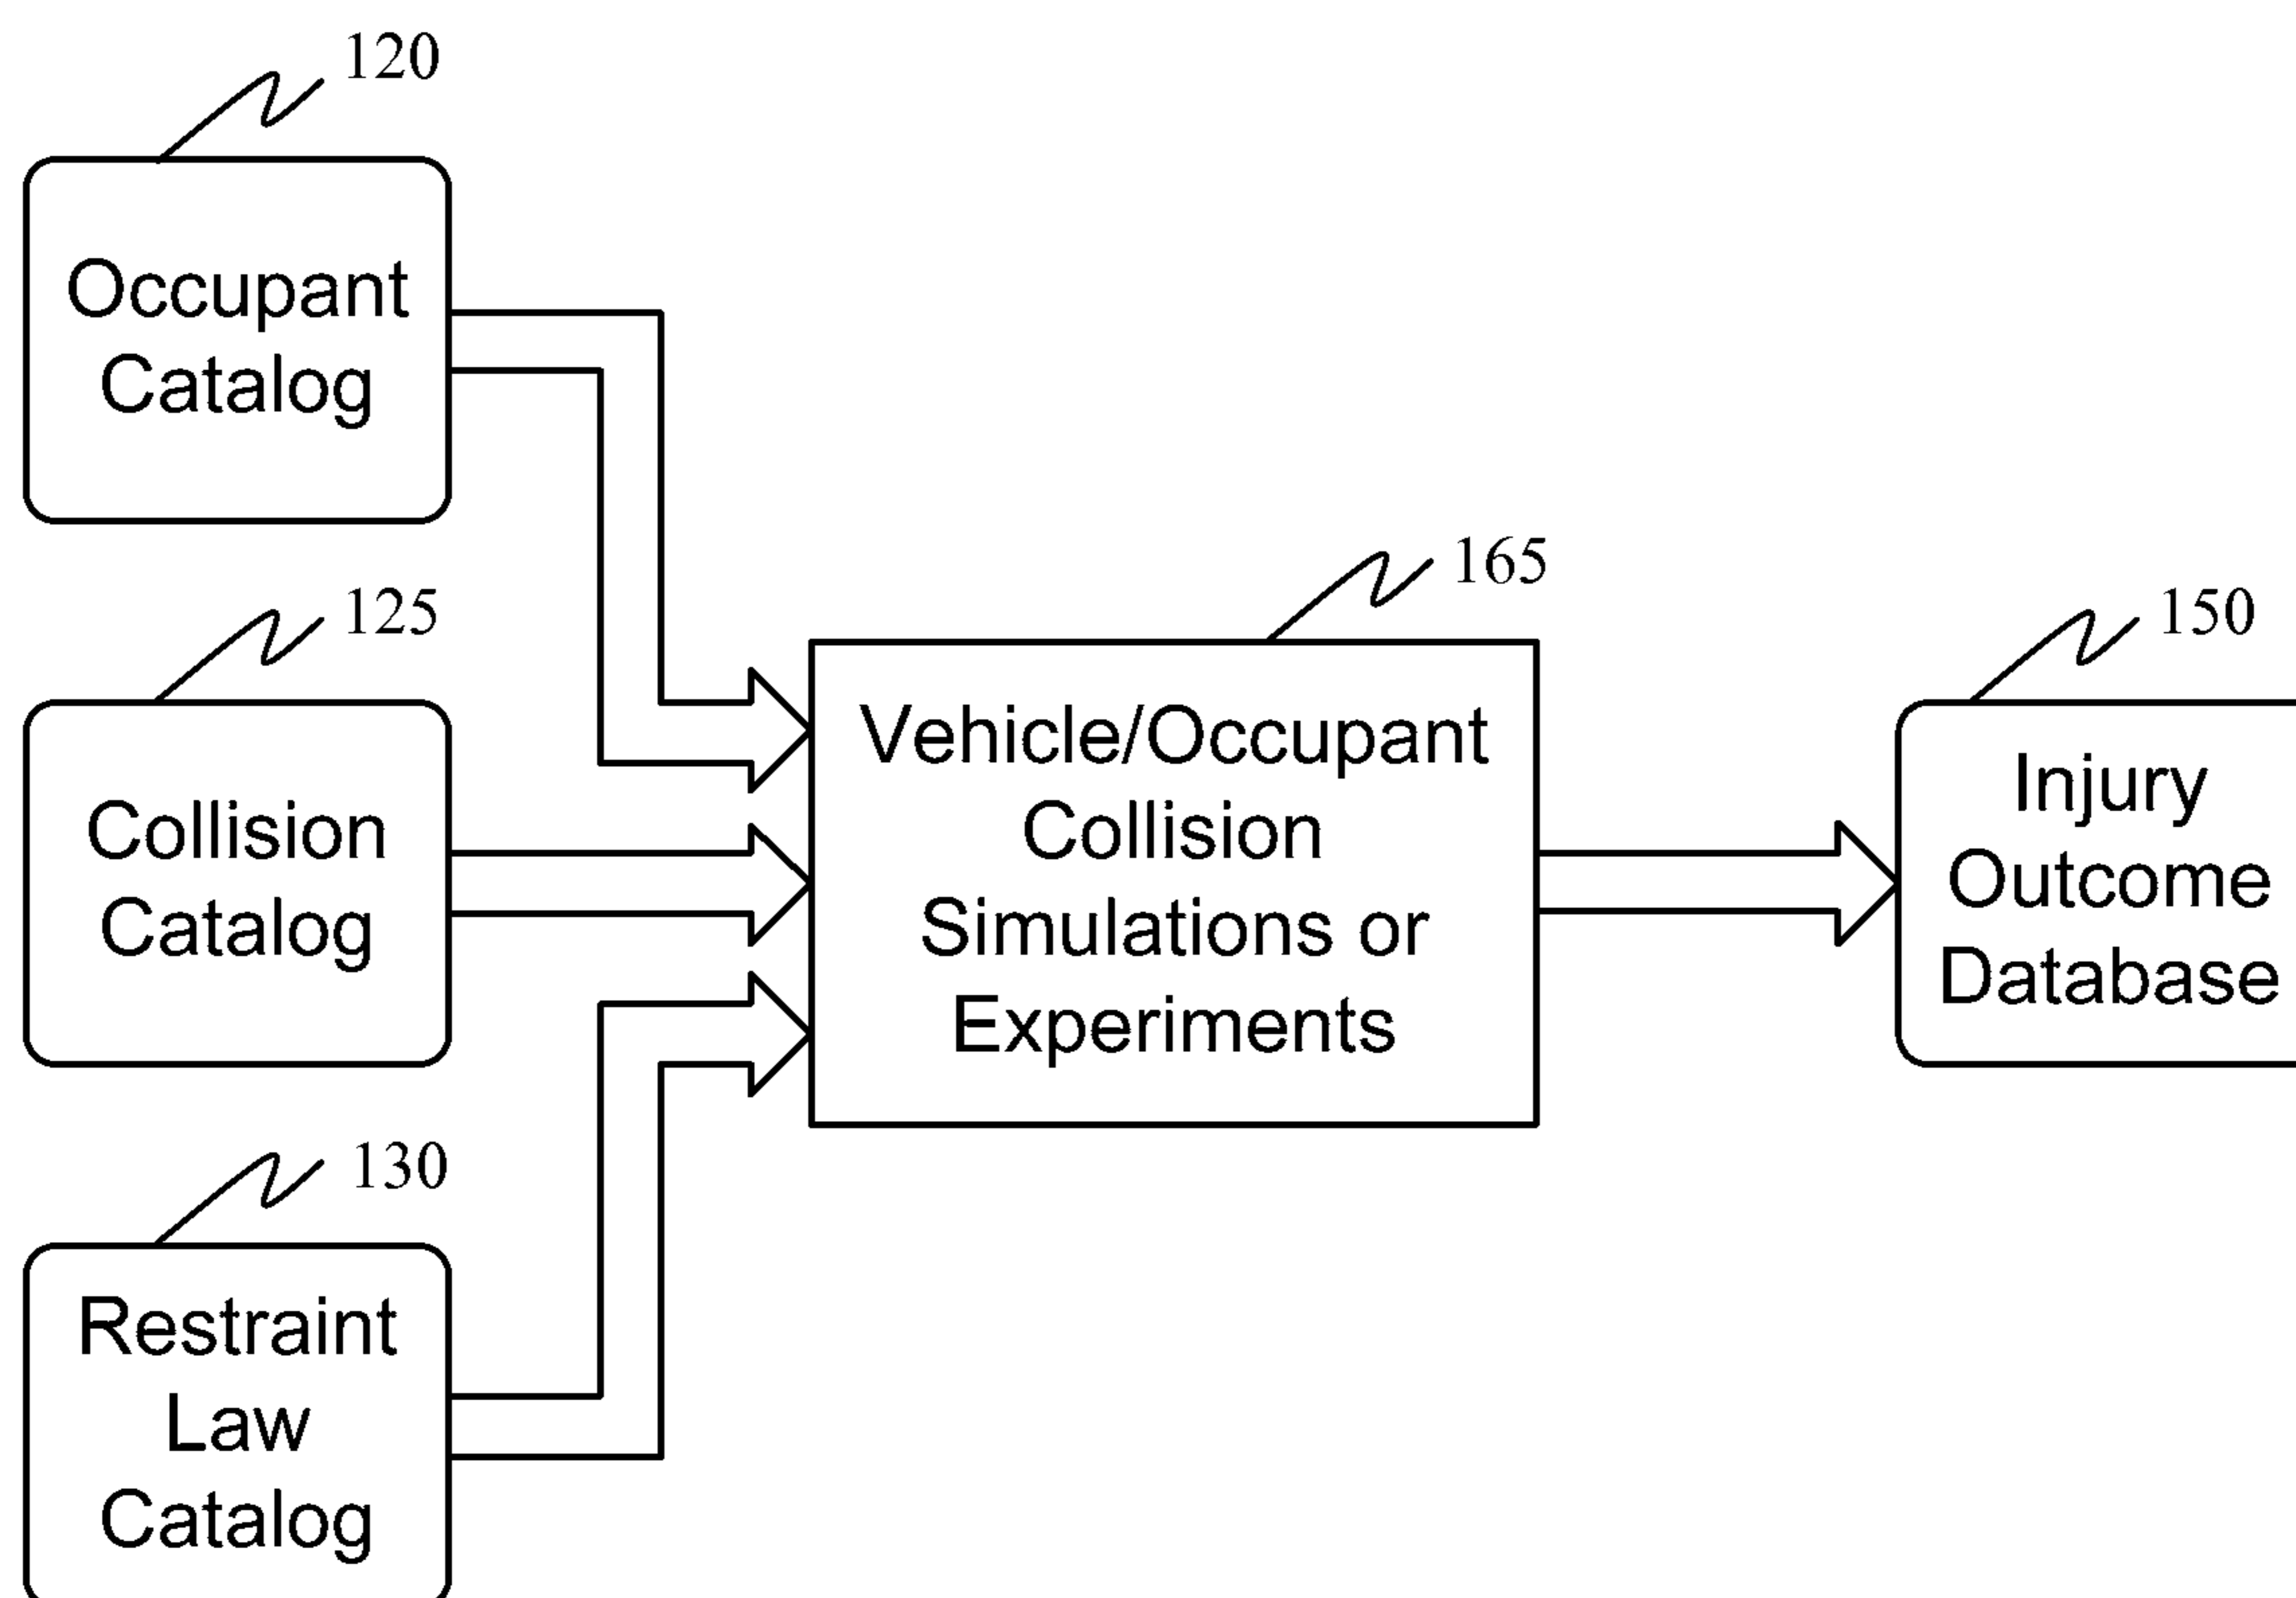 120
Occupant
Catalog
125
Collision
Catalog
130
Restraint
Law
Catalog
165
Vehicle/Occupant
Collision
Simulations or
Experiments
150
Injury
Outcome
Database